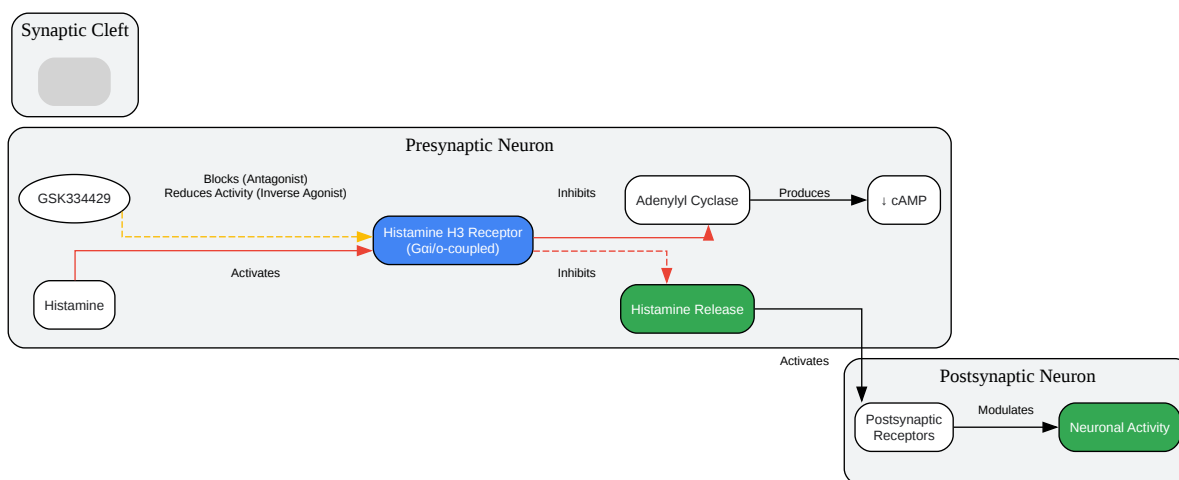 Synaptic Cleft
Presynaptic Neuron
GSK334429
Blocks (Antagonist)
Reduces Activity (Inverse Agonist)
Inhibits
Adenylyl Cyclase
Produces
↓ cAMP
Histamine H3 Receptor
(Gαi/o-coupled)
Activates
Inhibits
Histamine
Histamine Release
Activates
Postsynaptic Neuron
Postsynaptic
Receptors
Modulates
Neuronal Activity